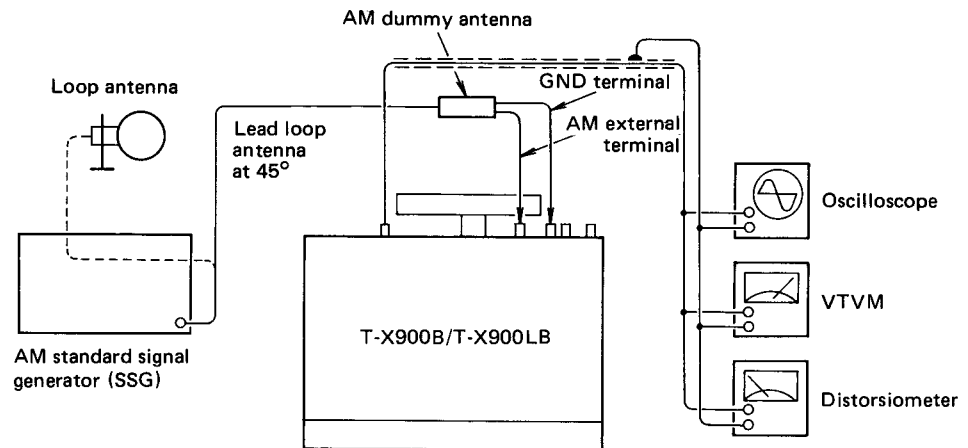 AM dummy antenna
Loop antenna
GND terminal
Lead loop
antenna
at 45°
AM external
terminal
Oscilloscope
T-X900B/T-X900LB
VTVM
AM standard signal
generator (SSG)
Distorsiometer